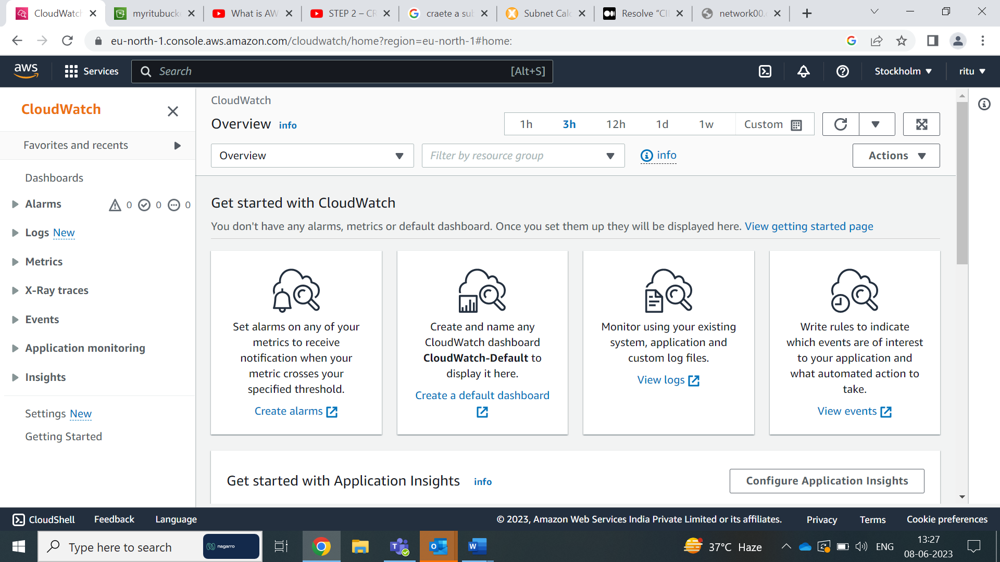 CloudWatch
myritubucke
What is AW
STEP 2 – CR
craete a sub
Subnet Calc
Resolve “CI
network00.
eu-north-1.console.aws.amazon.com/cloudwatch/home?region=eu-north-1#home:
aws
Services
Search
[Alt+S]
Stockholm
ritu
CloudWatch
Favorites and recents
Dashboards
Alarms 0 0 0
Logs New
Metrics
X-Ray traces
Events
Application monitoring
Insights
Settings New
Getting Started
CloudWatch
Overview info
1h 3h 12h 1d 1w Custom
Overview
Filter by resource group
info
Actions
Get started with CloudWatch
You don't have any alarms, metrics or default dashboard. Once you set them up they will be displayed here. View getting started page
Set alarms on any of your
metrics to receive
notification when your
metric crosses your
specified threshold.
Create alarms
Create and name any
CloudWatch dashboard
CloudWatch-Default to
display it here.
Create a default dashboard
Monitor using your existing
system, application and
custom log files.
View logs
Write rules to indicate
which events are of interest
to your application and
what automated action to
take.
View events
Get started with Application Insights info
Configure Application Insights
CloudShell
Feedback
Language
© 2023, Amazon Web Services India Private Limited or its affiliates.
Privacy
Terms
Cookie preferences
Type here to search
nagarro
37°C Haze
ENG
13:27
08-06-2023